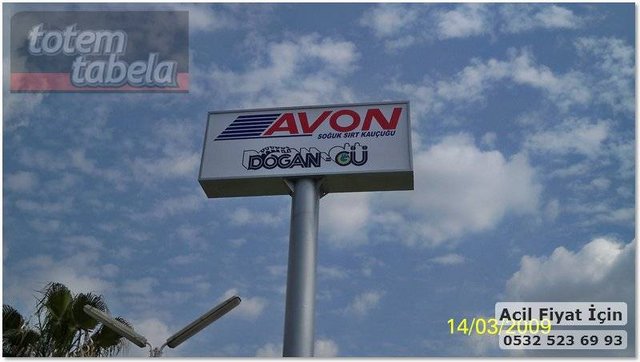 totem
tabela
AVON
SOĞUK SIRT KAUÇUĞU
DOĞAN-GÜ
Acil Fiyat İçin
14/03/2009
0532 523 69 93